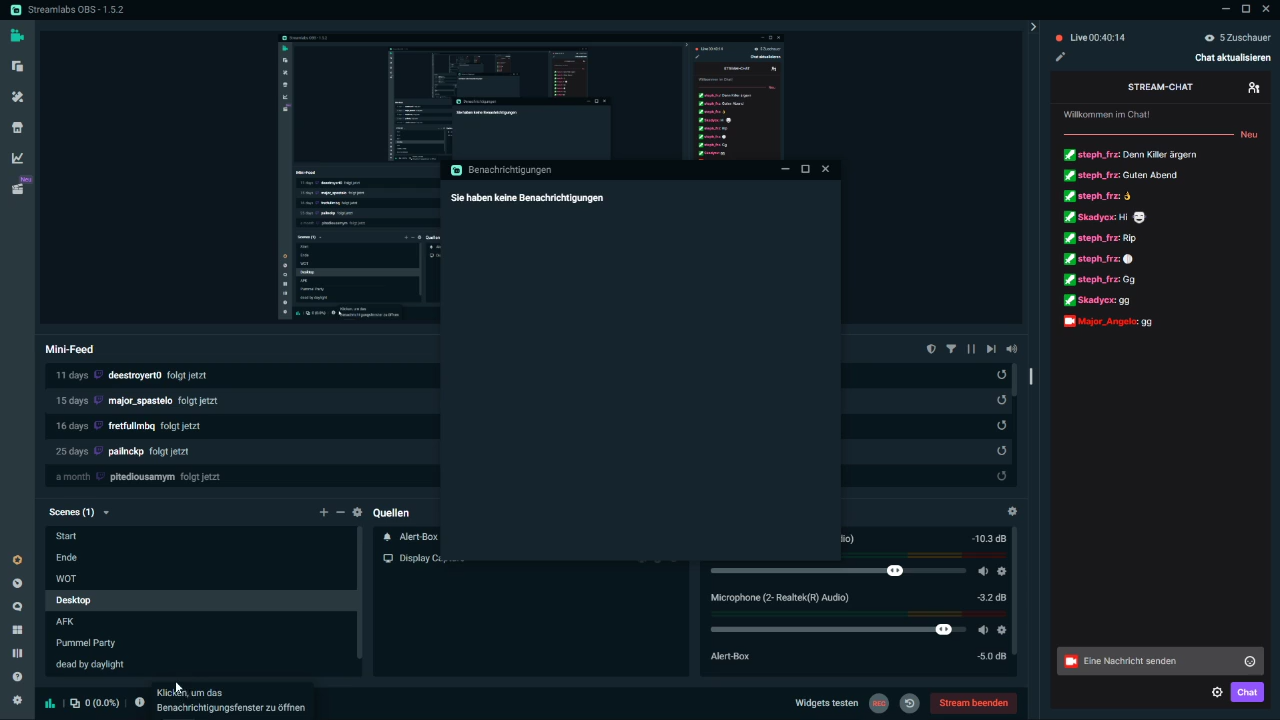 Streamlabs OBS - 1.5.2
Live 00:40:14
5 Zuschauer
Chat aktualisieren
STREAM-CHAT
Willkommen im Chat!
Neu
steph_frz: Dann Killer ärgern
steph_frz: Guten Abend
steph_frz: 👌
Skadycx: Hi
steph_frz: Rip
steph_frz:
steph_frz: Gg
Skadycx: gg
Major_Angelo: gg
Eine Nachricht senden
Chat
Neu
Benachrichtigungen
Sie haben keine Benachrichtigungen
Mini-Feed
11 days deestroyert0 folgt jetzt
15 days major_spastelo folgt jetzt
16 days fretfullmbq folgt jetzt
25 days pailnckp folgt jetzt
a month pitediousamym folgt jetzt
Scenes (1)
Start
Ende
WOT
Desktop
AFK
Pummel Party
dead by daylight
Quellen
Alert-Box
Display
dio)
-10.3 dB
Microphone (2- Realtek(R) Audio)
-3.2 dB
Alert-Box
-5.0 dB
0 (0.0%)
Klicken, um das
Benachrichtigungsfenster zu öffnen
Widgets testen
REC
Stream beenden